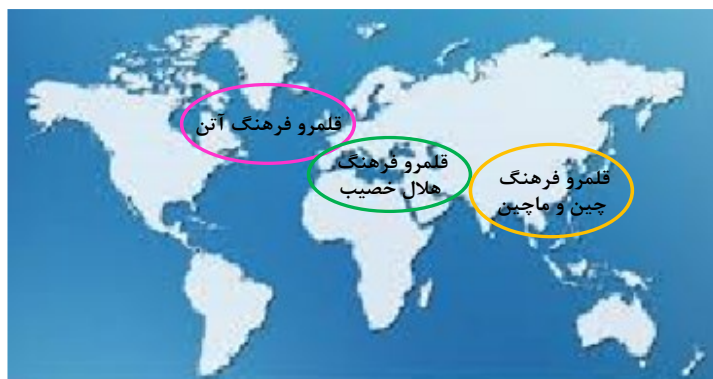 قلمرو فرهنگ آتن
قلمرو فرهنگ
هلال خصیب
قلمرو فرهنگ
چین و ماچین